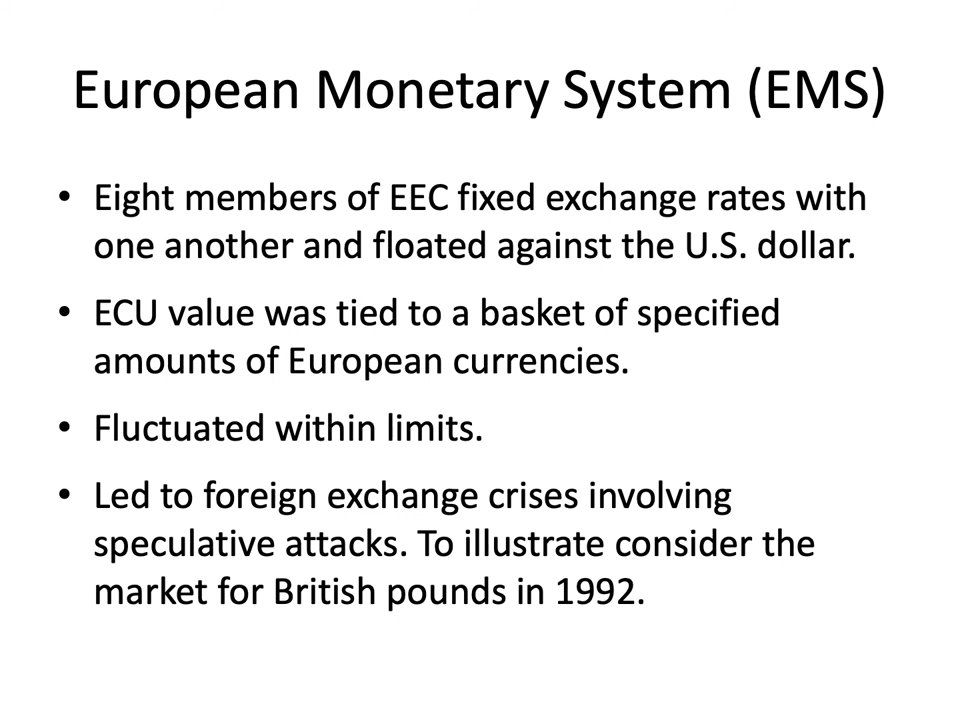 European Monetary System (EMS)
• Eight members of EEC fixed exchange rates with
one another and floated against the U.S. dollar.
• ECU value was tied to a basket of specified
amounts of European currencies.
• Fluctuated within limits.
• Led to foreign exchange crises involving
speculative attacks. To illustrate consider the
market for British pounds in 1992.